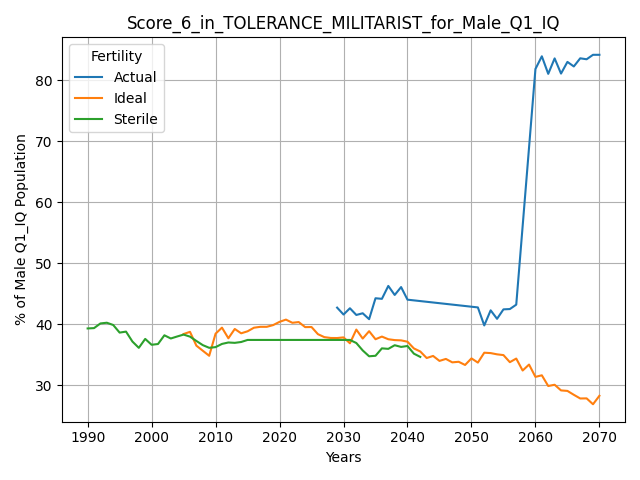 Score_6_in_TOLERANCE_MILITARIST_for_Male_Q1_IQ
Fertility
Actual
Ideal
Sterile
% of Male Q1_IQ Population
80
70
60
50
40
30
1990 2000 2010 2020 2030 2040 2050 2060 2070
Years